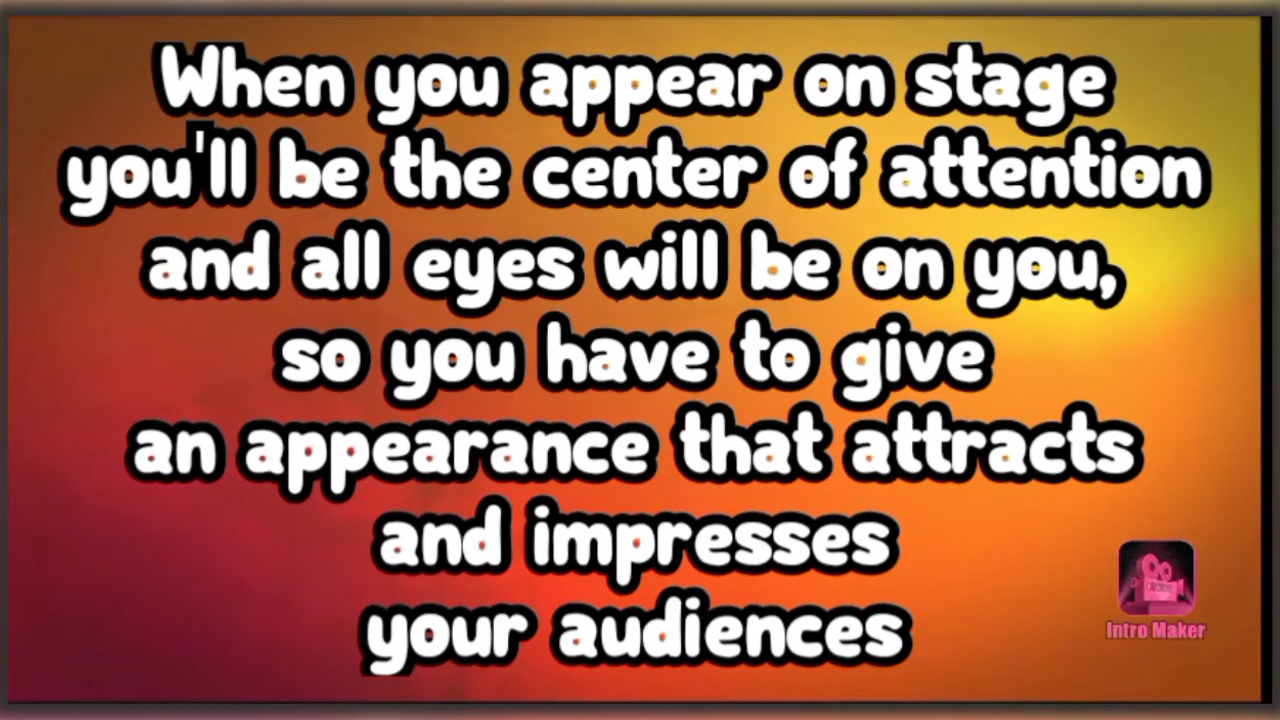 When you appear on stage
you'll be the center of attention
and all eyes will be on you,
so you have to give
an appearance that attracts
and impresses
your audiences
Intro Maker